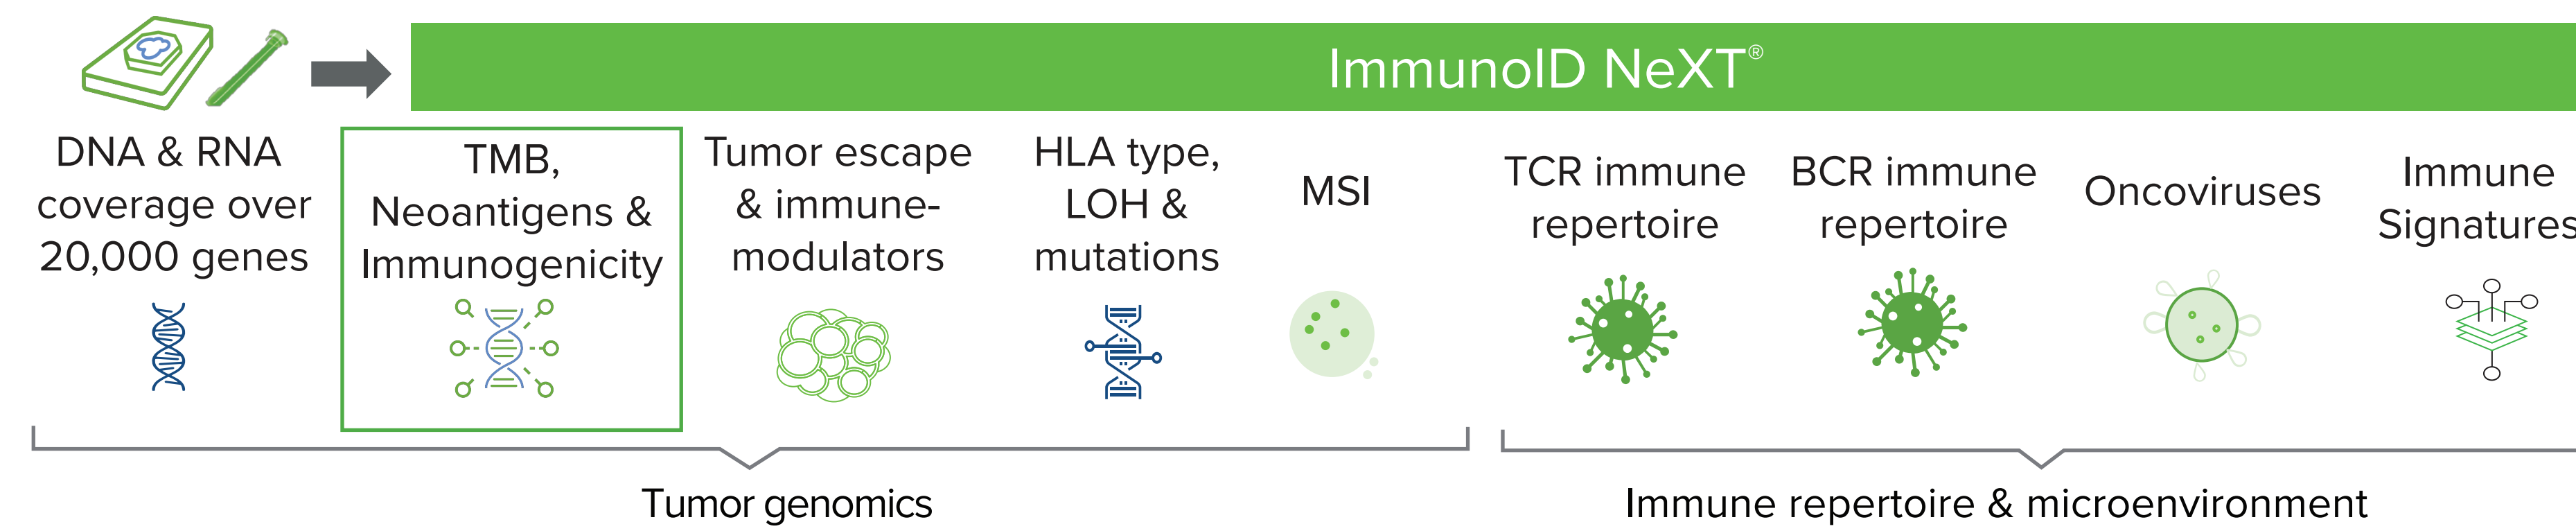 ImmunoID NeXT®
DNA & RNA
coverage over
20,000 genes
TMB,
Neoantigens &
Immunogenicity
Tumor escape
& immune-
modulators
HLA type,
LOH &
mutations
MSI
TCR immune
repertoire
BCR immune
repertoire
Oncoviruses
Immune
Signatures
Tumor genomics
Immune repertoire & microenvironment